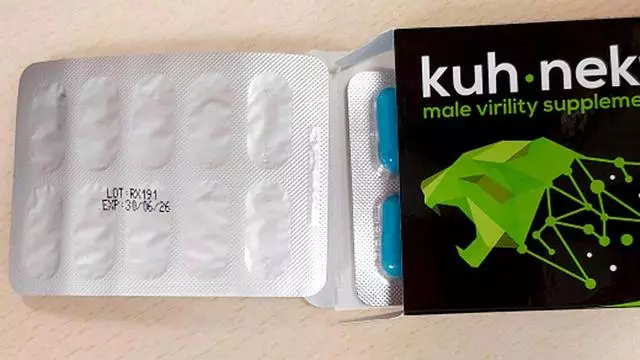 LOT:RX191
EXP:30/06/26
kuh·nek
male virility suppleme